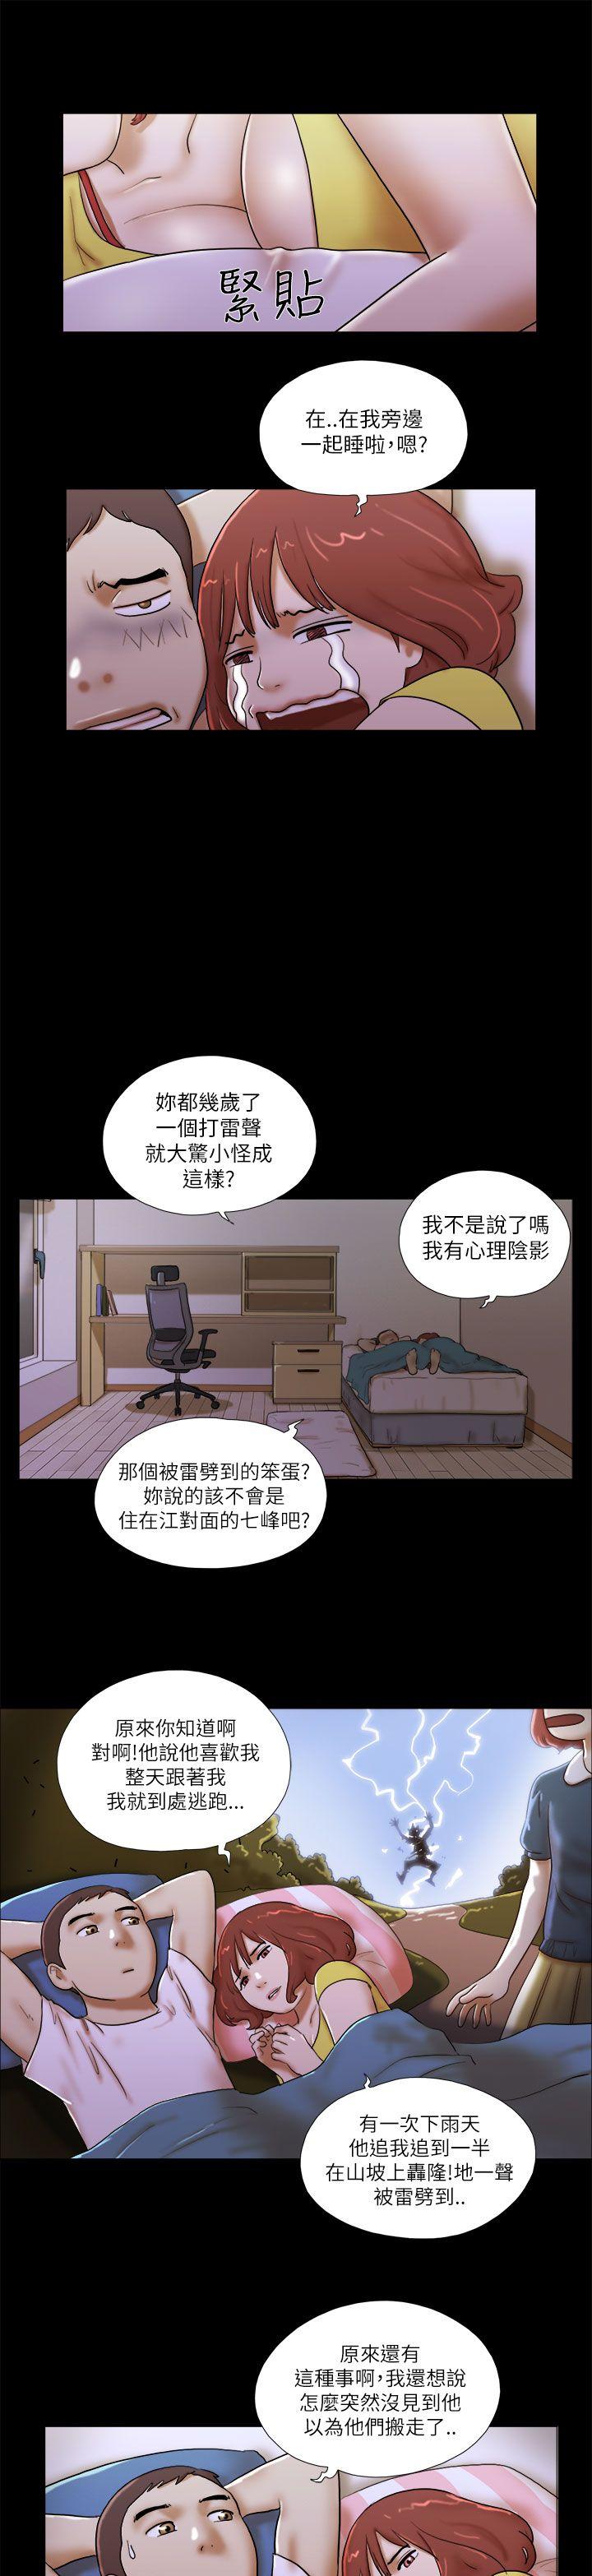 緊貼
在..在我旁邊
一起睡啦,嗯?
妳都幾歲了
一個打雷聲
就大驚小怪成
這樣?
我不是說了嗎
我有心理陰影
那個被雷劈到的笨蛋?
妳說的該不會是
住在江對面的七峰吧?
原來你知道啊
對啊!他說他喜歡我
整天跟著我
我就到處逃跑...
有一次下雨天
他追我追到一半
在山坡上轟隆!地一聲
被雷劈到..
原來還有
這種事啊,我還想說
怎麼突然沒見到他
以為他們搬走了..